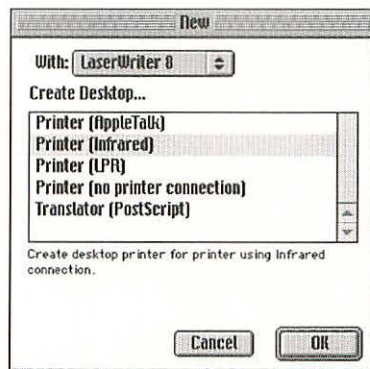 New
With: LaserWriter 8
Create Desktop...
Printer (AppleTalk)
Printer (Infrared)
Printer (LPR)
Printer (no printer connection)
Translator (PostScript)
Create desktop printer for printer using Infrared
connection.
Cancel
OK